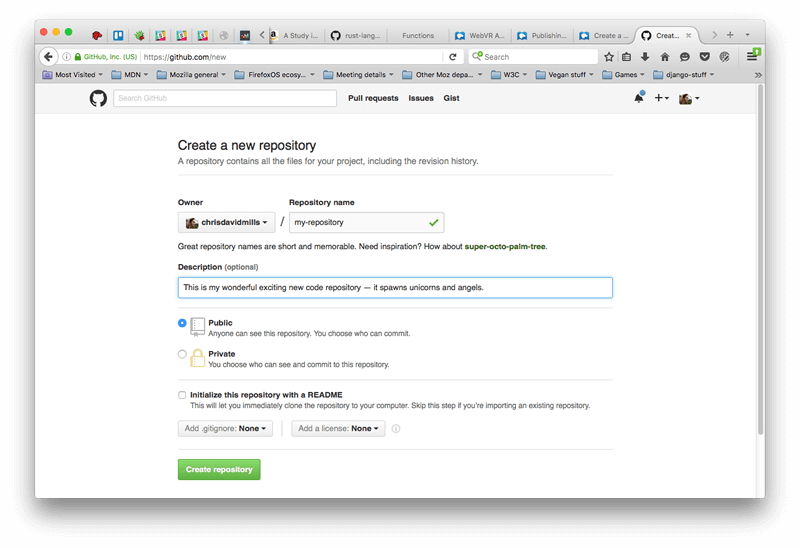 A Study i...
rust-lang...
Functions
WebVR A...
Publishin...
Create a ...
Creat...
GitHub, Inc. (US)
https://github.com/new
Search
Most Visited
MDN
Mozilla general
FirefoxOS ecosy...
Meeting details
Other Moz depa...
W3C
Vegan stuff
Games
django-stuff
Search GitHub
Pull requests
Issues
Gist
Create a new repository
A repository contains all the files for your project, including the revision history.
Owner
Repository name
chrisdavidmills
/
my-repository
Great repository names are short and memorable. Need inspiration? How about super-octo-palm-tree.
Description (optional)
This is my wonderful exciting new code repository — it spawns unicorns and angels.
Public
Anyone can see this repository. You choose who can commit.
Private
You choose who can see and commit to this repository.
Initialize this repository with a README
This will let you immediately clone the repository to your computer. Skip this step if you're importing an existing repository.
Add .gitignore: None
Add a license: None
Create repository